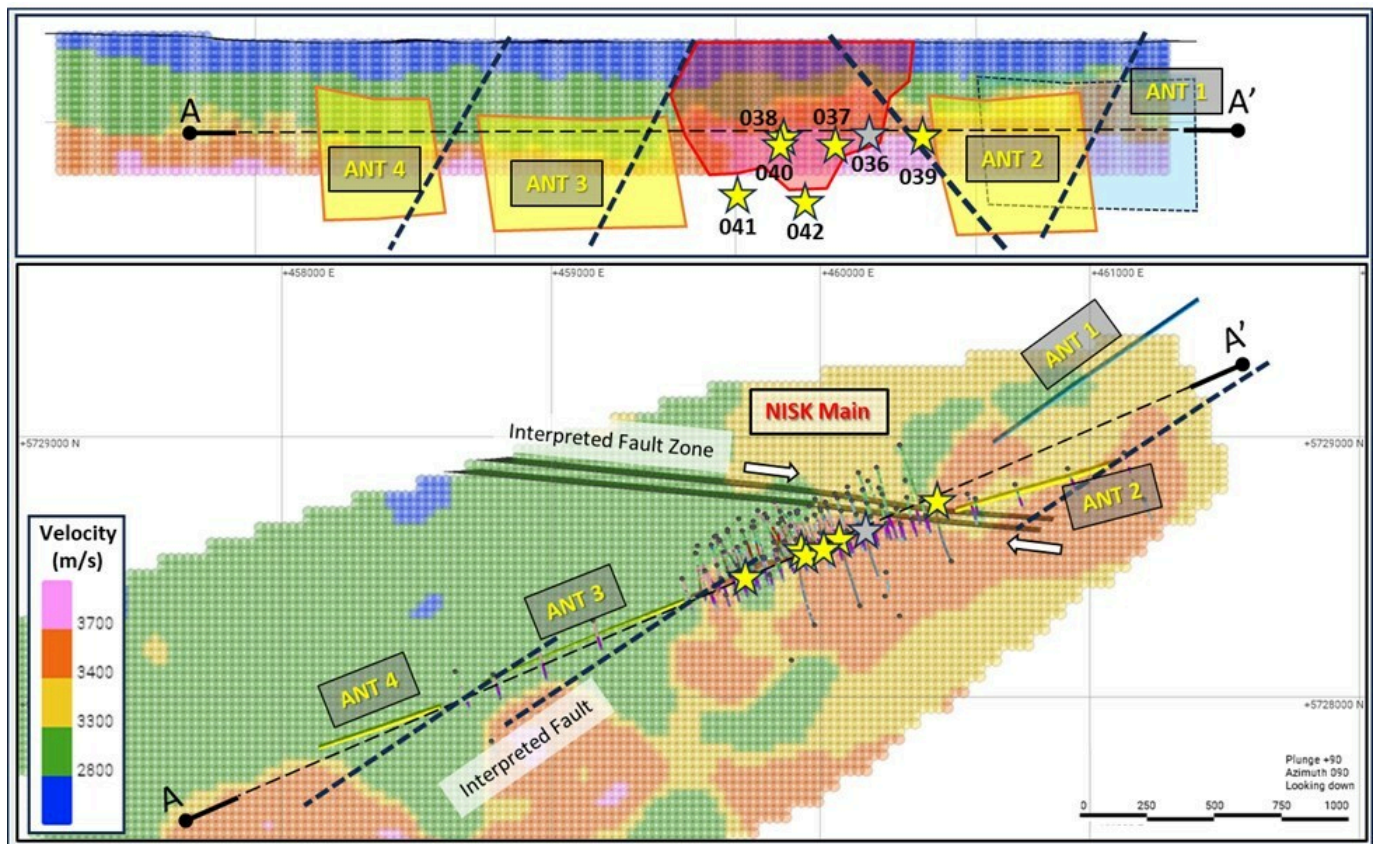 A
A'
ANT 1
ANT 4
ANT 3
038
037
040
036
039
ANT 2
041
042
+458000 E
+459000 E
+460000 E
+461000 E
ANT 1
A'
NISK Main
+5729000 N
Interpreted Fault Zone
+5729000 N
ANT 2
Velocity
(m/s)
3700
3400
3300
2800
ANT 3
ANT 4
Interpreted Fault
+5728000 N
A
Plunge +90
Azimuth 090
Looking down
0 250 500 750 1000